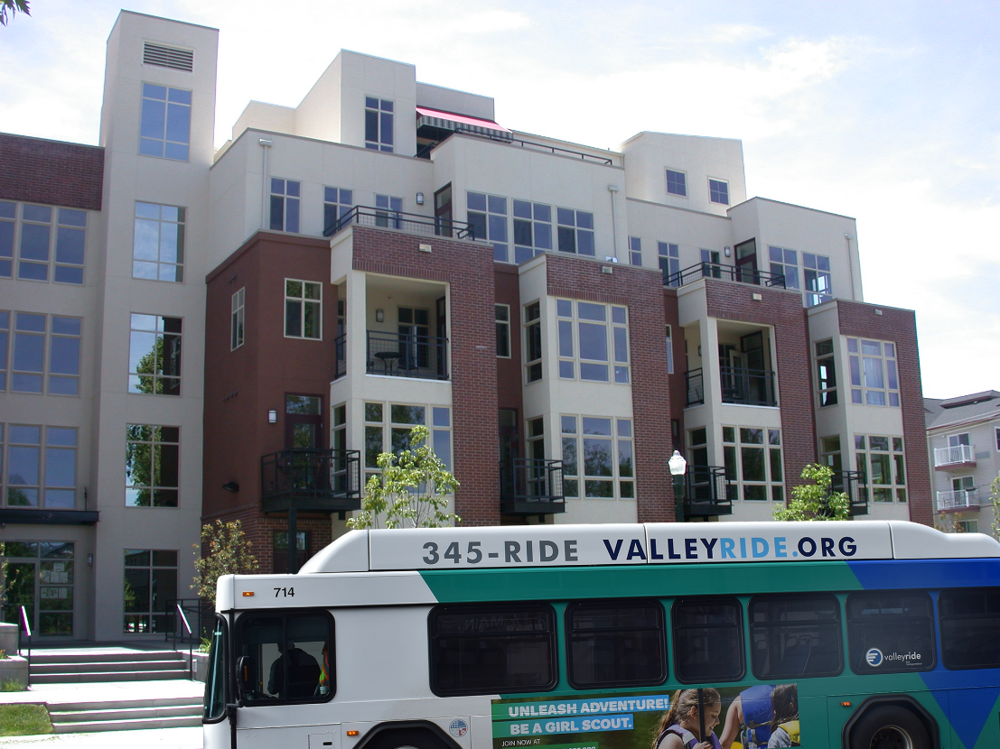 345-RIDE VALLEYRIDE.ORG
714
valleyride
UNLEASH ADVENTURE!
BE A GIRL SCOUT.
JOIN NOW AT